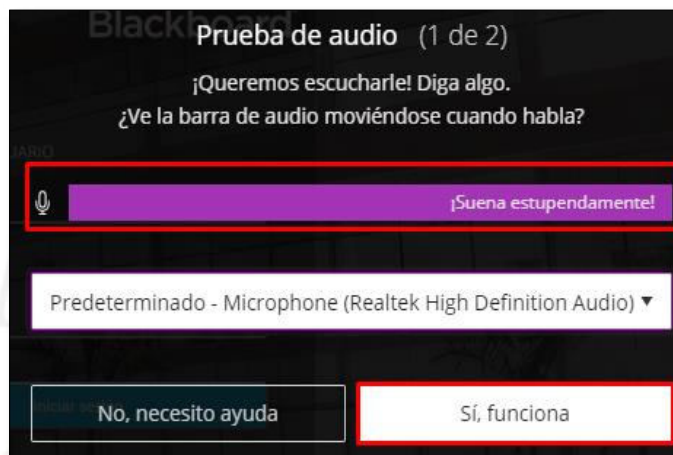 Blackboard
Prueba de audio (1 de 2)
¡Queremos escucharle! Diga algo.
¿Ve la barra de audio moviéndose cuando habla?
¡Suena estupendamente!
Predeterminado - Microphone (Realtek High Definition Audio) ▼
No, necesito ayuda
Sí, funciona